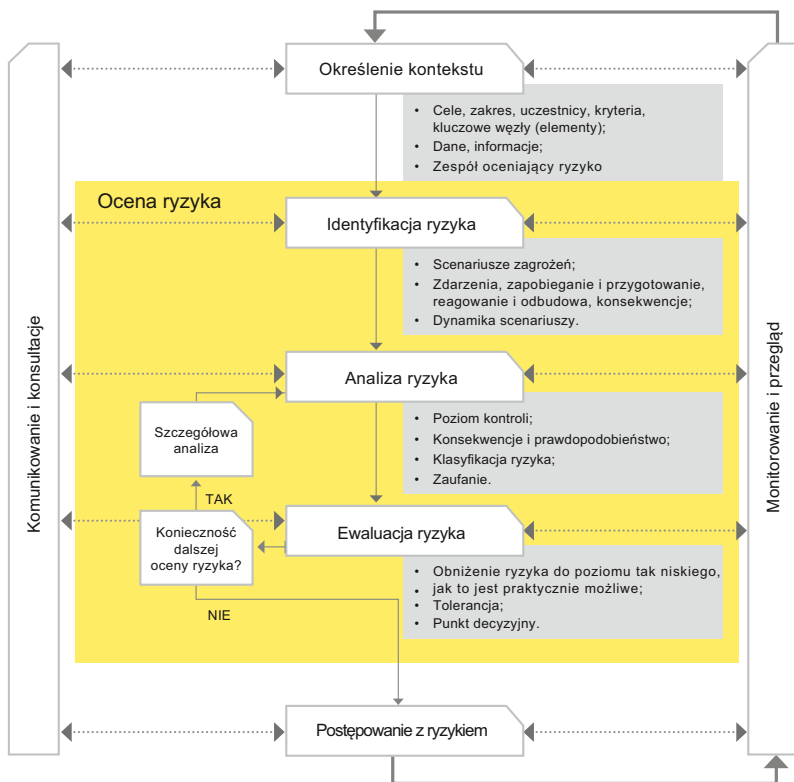 Określenie kontekstu
• Cele, zakres, uczestnicy, kryteria,
kluczowe węzły (elementy);
• Dane, informacje;
• Zespół oceniający ryzyko
Ocena ryzyka
Identyfikacja ryzyka
• Scenariusze zagrożeń;
• Zdarzenia, zapobieganie i przygotowanie,
reagowanie i odbudowa, konsekwencje;
• Dynamika scenariuszy.
Komunikowanie i konsultacje
Monitorowanie i przegląd
Analiza ryzyka
• Poziom kontroli;
• Konsekwencje i prawdopodobieństwo;
• Klasyfikacja ryzyka;
• Zaufanie.
Szczegółowa
analiza
TAK
Konieczność
dalszej
oceny ryzyka?
NIE
Ewaluacja ryzyka
• Obniżenie ryzyka do poziomu tak niskiego,
• jak to jest praktycznie możliwe;
• Tolerancja;
• Punkt decyzyjny.
Postępowanie z ryzykiem